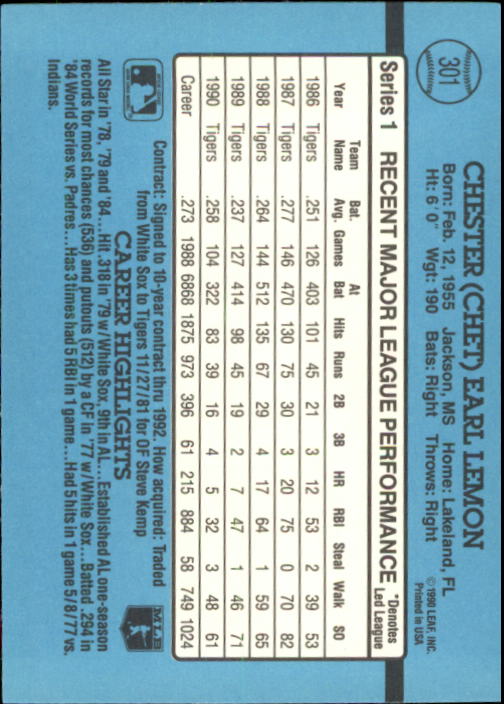 301
CHESTER (CHET) EARL LEMON
Born: Feb. 12, 1955 Jackson, MS Home: Lakeland, FL
Ht: 6' 0" Wgt: 190 Bats: Right Throws: Right
© 1990 LEAF, INC.
Printed in USA
Series 1 RECENT MAJOR LEAGUE PERFORMANCE *Denotes Led League
Year Team Name Bat. Avg. Games At Bat Hits Runs 2B 3B HR RBI Steal Walk SO
1986 Tigers .251 126 403 101 45 21 3 12 53 2 39 53
1987 Tigers .277 146 470 130 75 30 3 20 75 0 70 82
1988 Tigers .264 144 512 135 67 29 4 17 64 1 59 65
1989 Tigers .237 127 414 98 45 19 2 7 47 1 46 71
1990 Tigers .258 104 322 83 39 16 4 5 32 3 48 61
Career .273 1988 6868 1875 973 396 61 215 884 58 749 1024
Contract: Signed to 10-year contract thru 1992. How acquired: Traded
from White Sox to Tigers 11/27/81 for OF Steve Kemp
MLB
CAREER HIGHLIGHTS
All Star in '78, '79 and '84....Hit .318 in '79 w/White Sox, 9th in AL....Established AL one-season
records for most chances (536) and putouts (512) by a CF in '77 w/White Sox....Batted .294 in
'84 World Series vs. Padres....Has 3 times had 5 RBI in 1 game....Had 5 hits in 1 game 5/8/77 vs.
Indians.